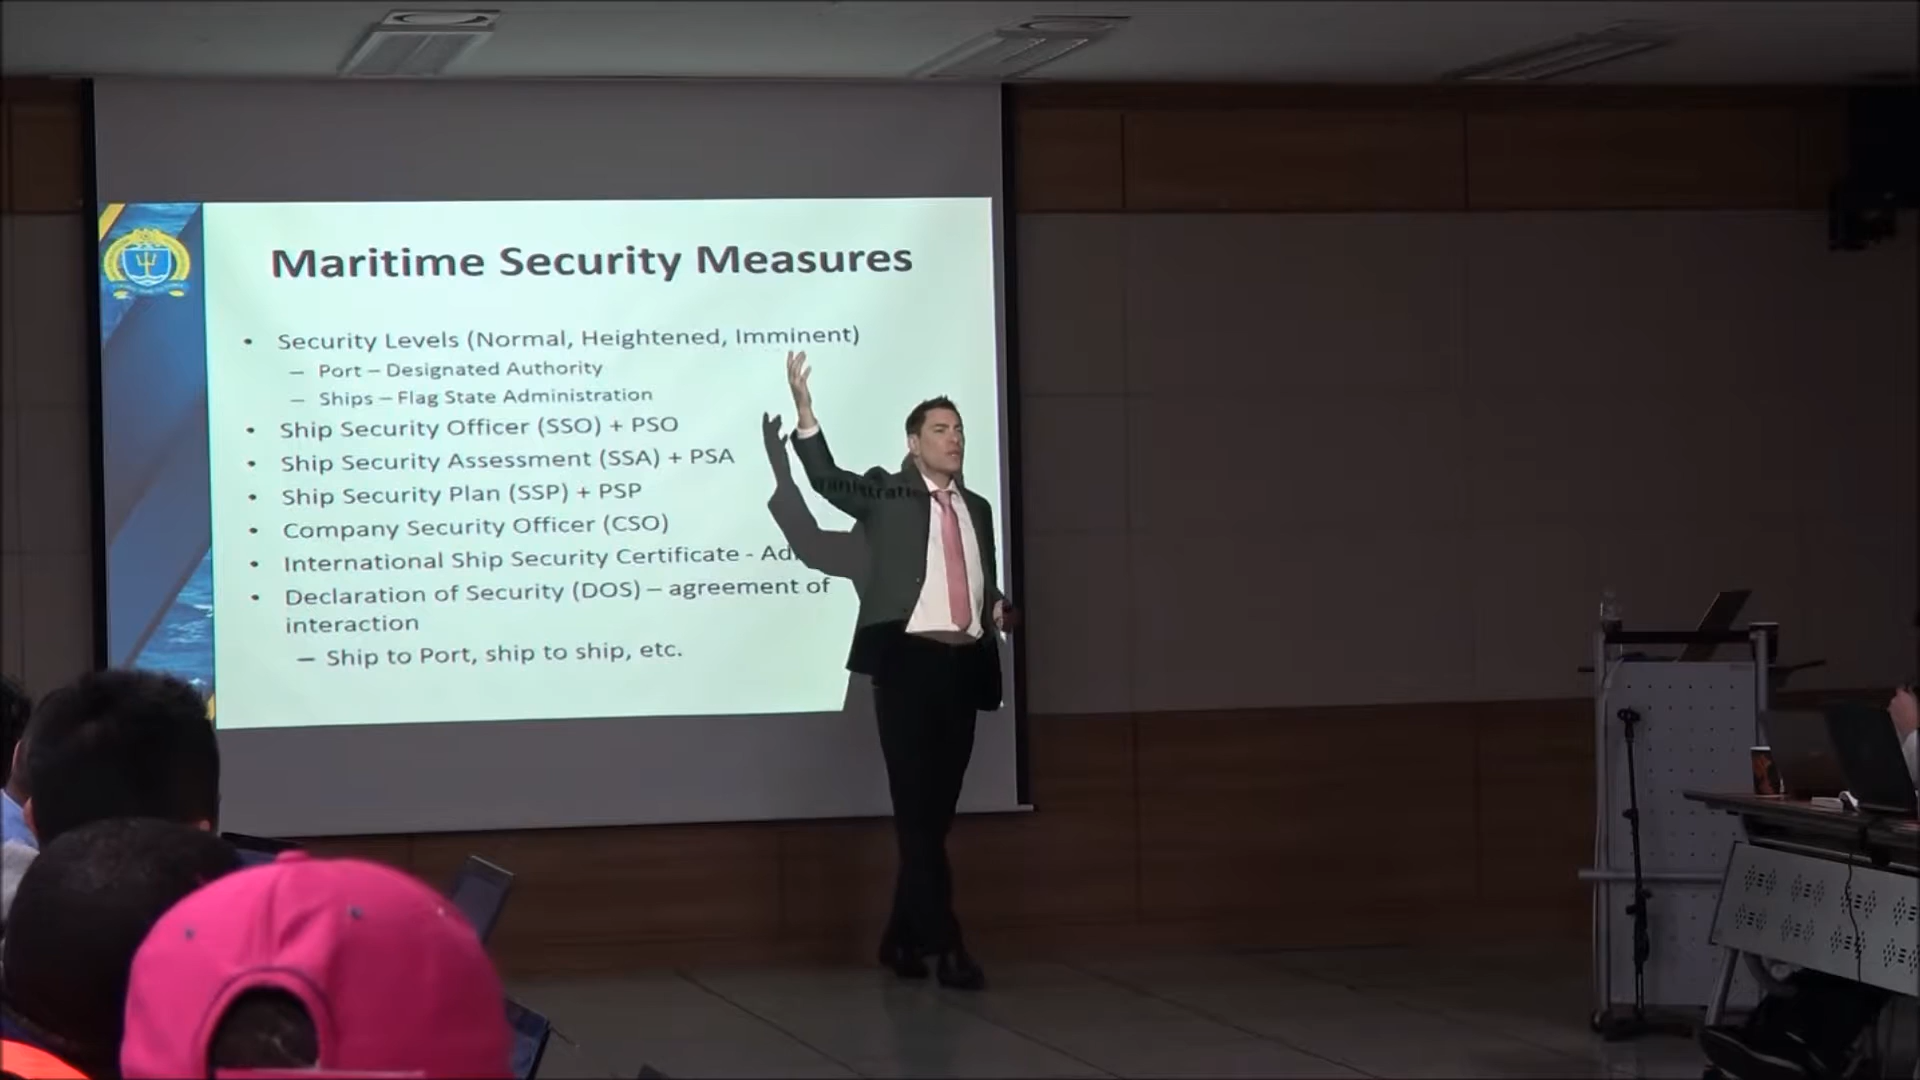 Maritime Security Measures
• Security Levels (Normal, Heightened, Imminent)
– Port – Designated Authority
– Ships – Flag State Administration
• Ship Security Officer (SSO) + PSO
• Ship Security Assessment (SSA) + PSA
• Ship Security Plan (SSP) + PSP
• Company Security Officer (CSO)
• International Ship Security Certificate - Administration
• Declaration of Security (DOS) – agreement of
interaction
– Ship to Port, ship to ship, etc.